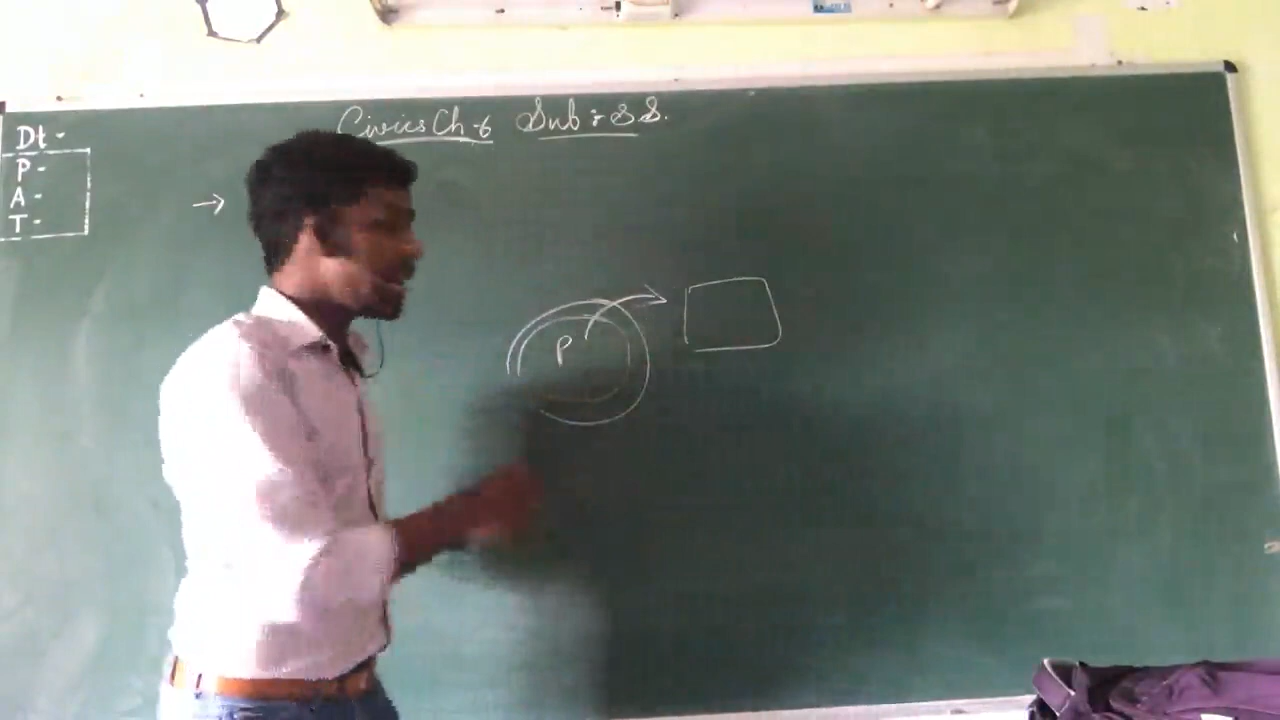 Civics Ch-6 Sub : S S.
Dt -
P -
A -
T -
P